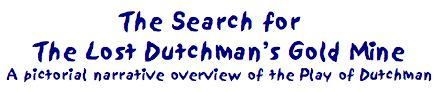 The Search for
The Lost Dutchman's Gold Mine
A pictorial narrative overview of the Play of Dutchman